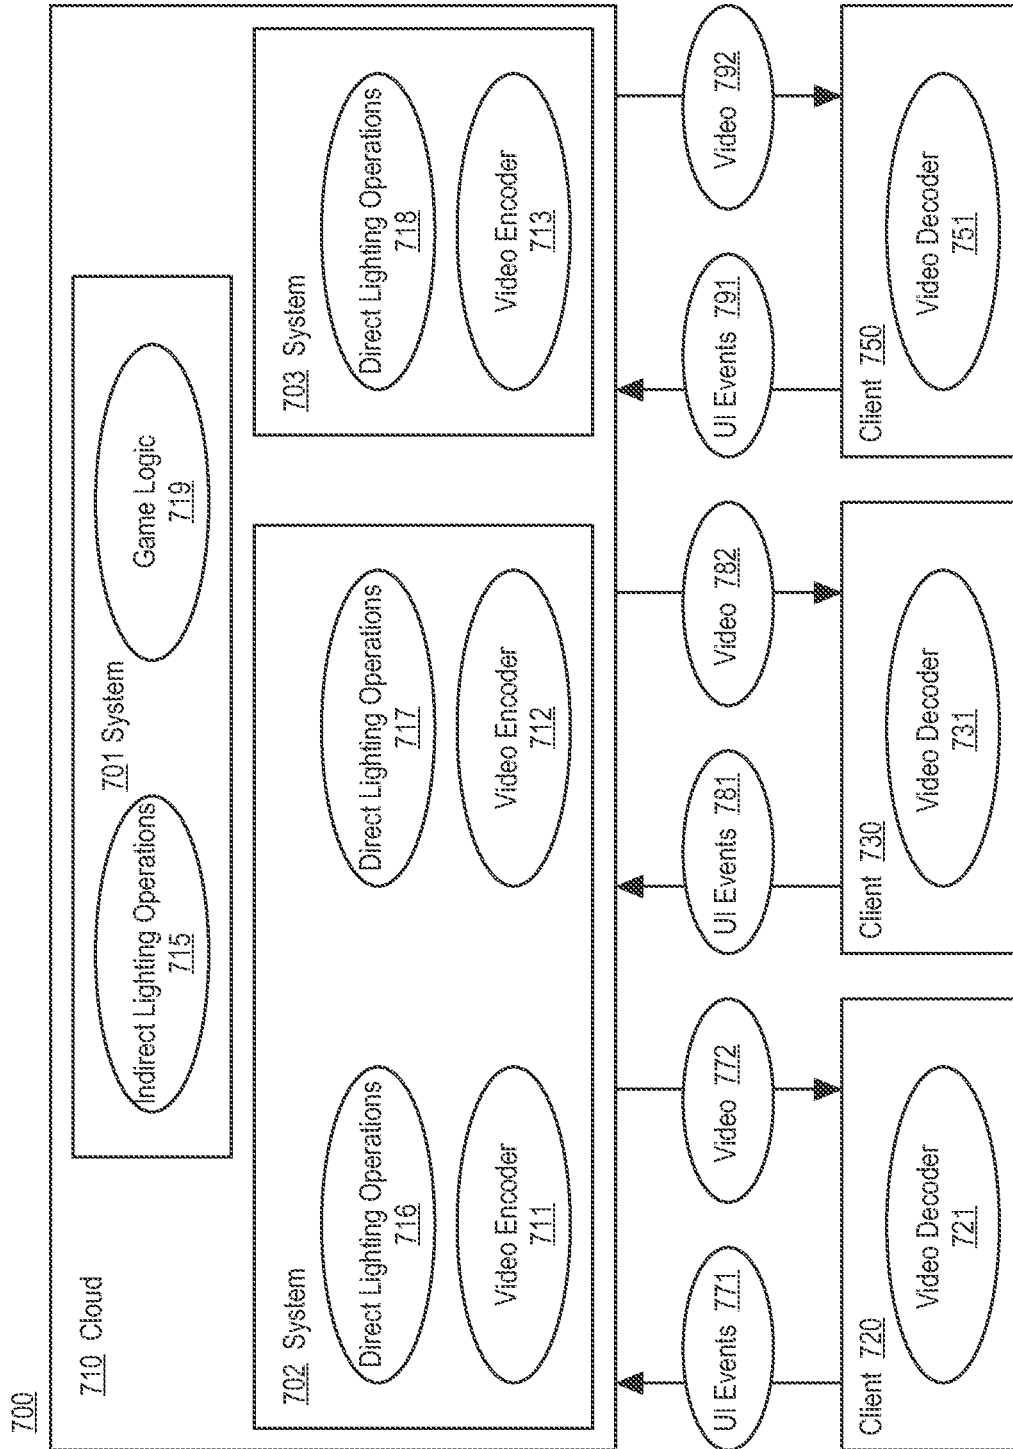 700
710 Cloud
Indirect Lighting Operations
715
701 System
Game Logic
719
702 System
Direct Lighting Operations
716
Video Encoder
711
Direct Lighting Operations
717
Video Encoder
712
703 System
Direct Lighting Operations
718
Video Encoder
713
UI Events 771
Video 772
UI Events 781
Video 782
UI Events 791
Video 792
Client 720
Video Decoder
721
Client 730
Video Decoder
731
Client 750
Video Decoder
751